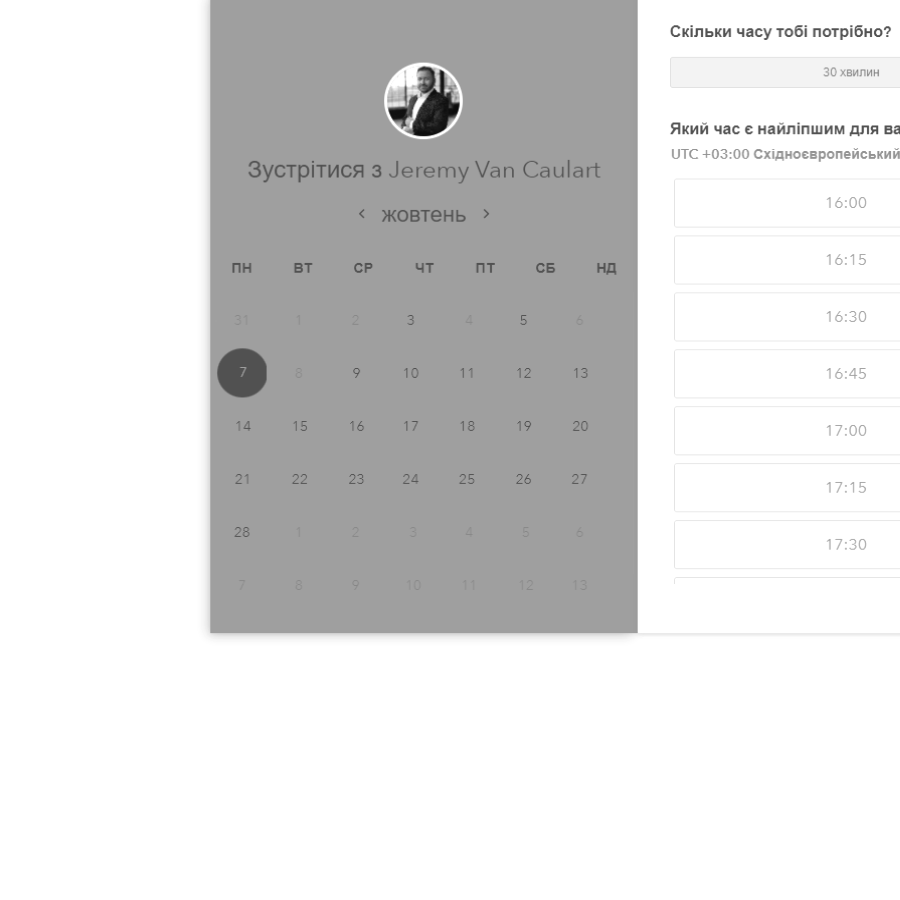 Зустрітися з Jeremy Van Caulart
жовтень
ПН ВТ СР ЧТ ПТ СБ НД
31 1 2 3 4 5 6
7 8 9 10 11 12 13
14 15 16 17 18 19 20
21 22 23 24 25 26 27
28 1 2 3 4 5 6
7 8 9 10 11 12 13
Скільки часу тобі потрібно?
30 хвилин
Який час є найліпшим для ва
UTC +03:00 Східноєвропейський
16:00
16:15
16:30
16:45
17:00
17:15
17:30